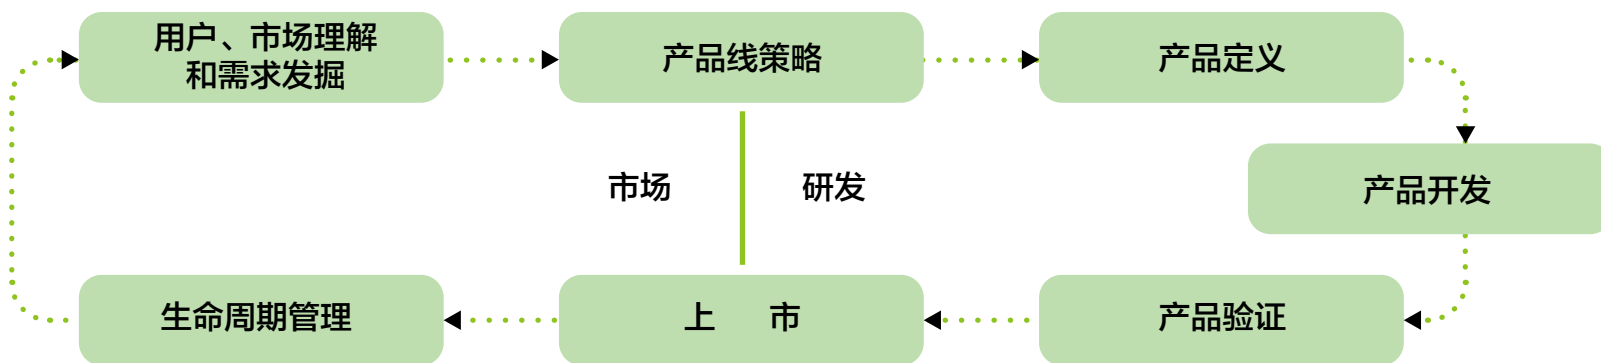 用户、市场理解
和需求发掘
产品线策略
产品定义
市场
研发
产品开发
生命周期管理
上 市
产品验证